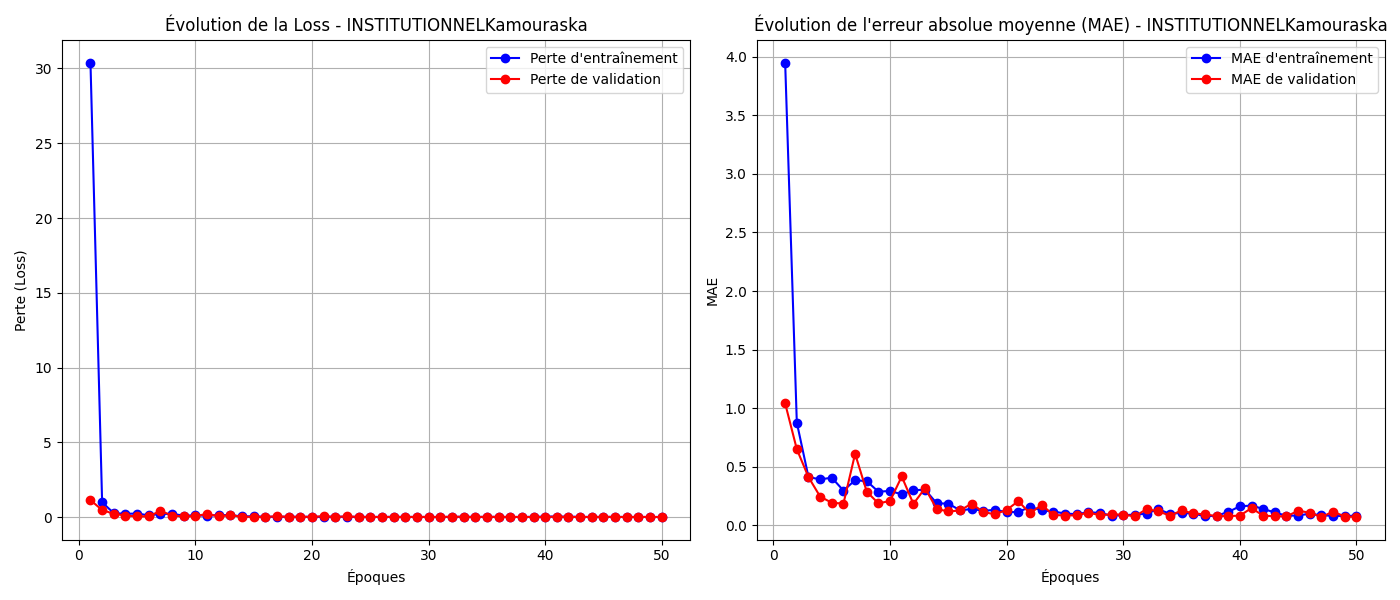 Évolution de la Loss - INSTITUTIONNELKamouraska
Perte d'entraînement
Perte de validation
30
25
20
15
10
5
0
Perte (Loss)
0 10 20 30 40 50
Époques
Évolution de l'erreur absolue moyenne (MAE) - INSTITUTIONNELKamouraska
MAE d'entraînement
MAE de validation
4.0
3.5
3.0
2.5
2.0
1.5
1.0
0.5
0.0
MAE
0 10 20 30 40 50
Époques